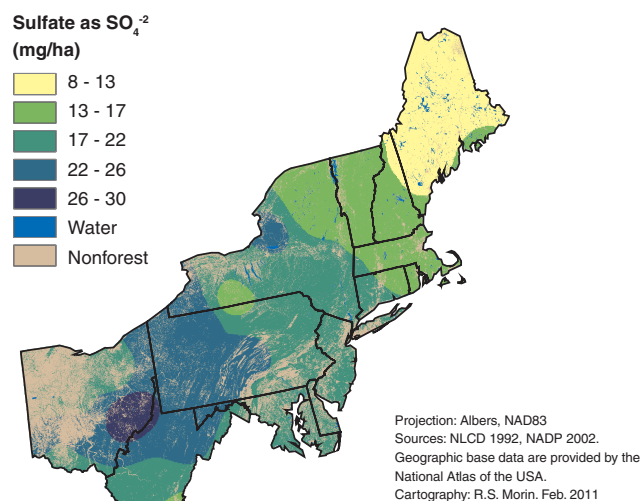 Sulfate as SO₄⁻²
(mg/ha)
8 - 13
13 - 17
17 - 22
22 - 26
26 - 30
Water
Nonforest
Projection: Albers, NAD83
Sources: NLCD 1992, NADP 2002.
Geographic base data are provided by the
National Atlas of the USA.
Cartography: R.S. Morin. Feb. 2011